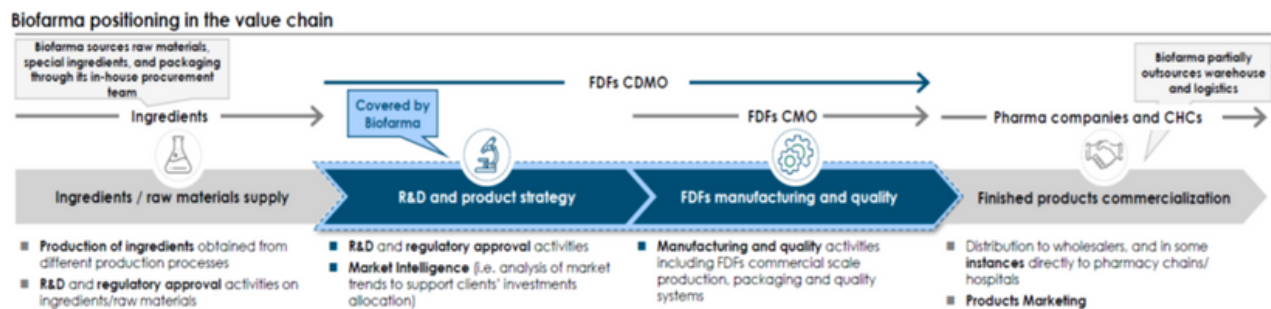 Biofarma positioning in the value chain
Biofarma sources raw materials,
special ingredients, and packaging
through its in-house procurement
team
Biofarma partially
outsources warehouse
and logistics
FDFs CDMO
Covered by
Biofarma
Ingredients
FDFs CMO
Pharma companies and CHCs
Ingredients / raw materials supply
R&D and product strategy
FDFs manufacturing and quality
Finished products commercialization
Production of ingredients obtained from
different production processes
R&D and regulatory approval activities on
ingredients/raw materials
R&D and regulatory approval activities
Market Intelligence (i.e. analysis of market
trends to support clients' investments
allocation)
Manufacturing and quality activities
including FDFs commercial scale
production, packaging and quality
systems
Distribution to wholesalers, and in some
instances directly to pharmacy chains/
hospitals
Products Marketing